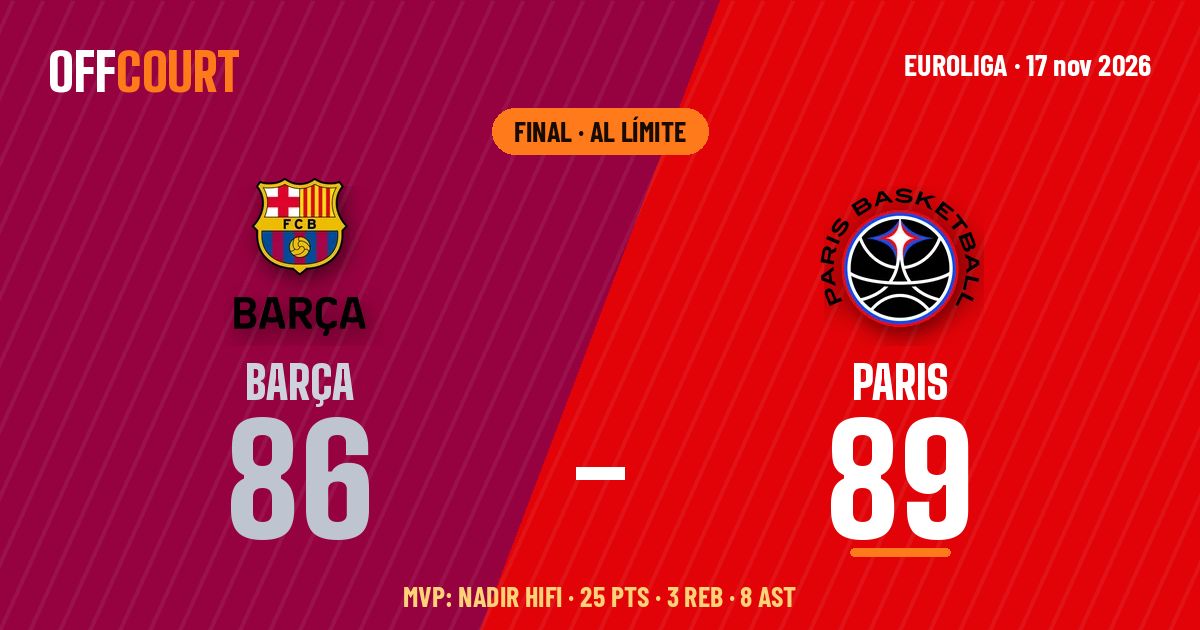 OFFCOURT
EUROLIGA · 17 nov 2026
FINAL · AL LÍMITE
FCB
BARÇA
PARIS BASKETBALL
BARÇA
PARIS
86
–
89
MVP: NADIR HIFI · 25 PTS · 3 REB · 8 AST